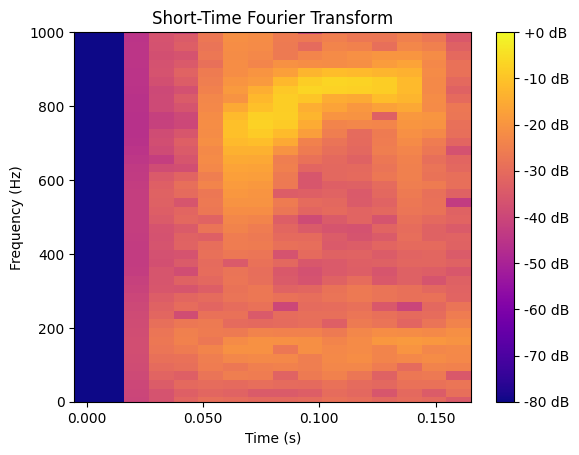 Short-Time Fourier Transform
1000
800
600
400
200
0
Frequency (Hz)
0.000
0.050
0.100
0.150
Time (s)
+0 dB
-10 dB
-20 dB
-30 dB
-40 dB
-50 dB
-60 dB
-70 dB
-80 dB